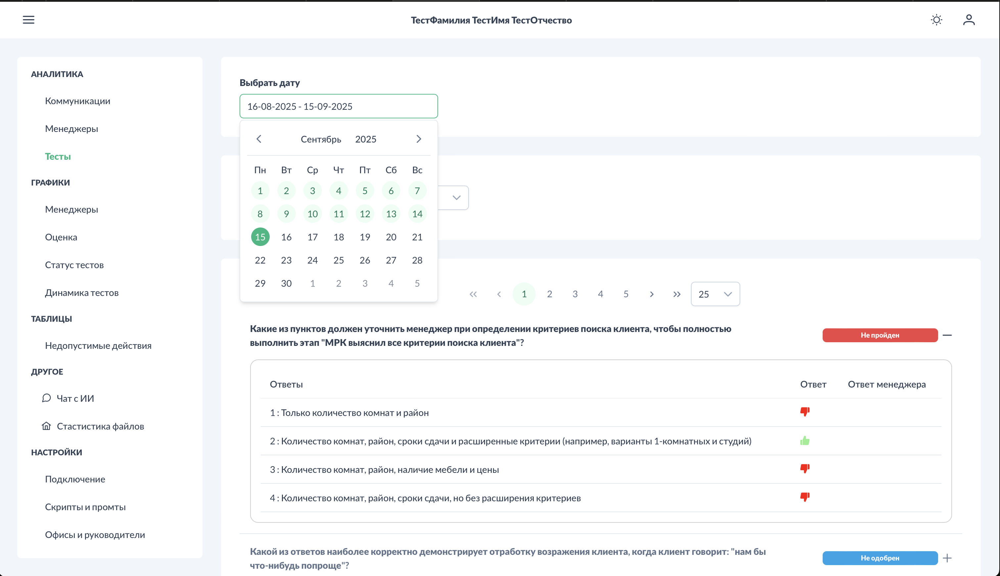 ТестФамилия ТестИмя ТестОтчество
АНАЛИТИКА
Коммуникации
Менеджеры
Тесты
ГРАФИКИ
Менеджеры
Оценка
Статус тестов
Динамика тестов
ТАБЛИЦЫ
Недопустимые действия
ДРУГОЕ
Чат с ИИ
Стастистика файлов
НАСТРОЙКИ
Подключение
Скрипты и промты
Офисы и руководители
Выбрать дату
16-08-2025 - 15-09-2025
Сентябрь 2025
Пн Вт Ср Чт Пт Сб Вс
1 2 3 4 5 6 7
8 9 10 11 12 13 14
15 16 17 18 19 20 21
22 23 24 25 26 27 28
29 30 1 2 3 4 5
1 2 3 4 5 25
Какие из пунктов должен уточнить менеджер при определении критериев поиска клиента, чтобы полностью
выполнить этап "МРК выяснил все критерии поиска клиента"?
Не пройден
Ответы Ответ Ответ менеджера
1 : Только количество комнат и район
2 : Количество комнат, район, сроки сдачи и расширенные критерии (например, варианты 1-комнатных и студий)
3 : Количество комнат, район, наличие мебели и цены
4 : Количество комнат, район, сроки сдачи, но без расширения критериев
Какой из ответов наиболее корректно демонстрирует отработку возражения клиента, когда клиент говорит: "нам бы
что-нибудь попроще"?
Не одобрен